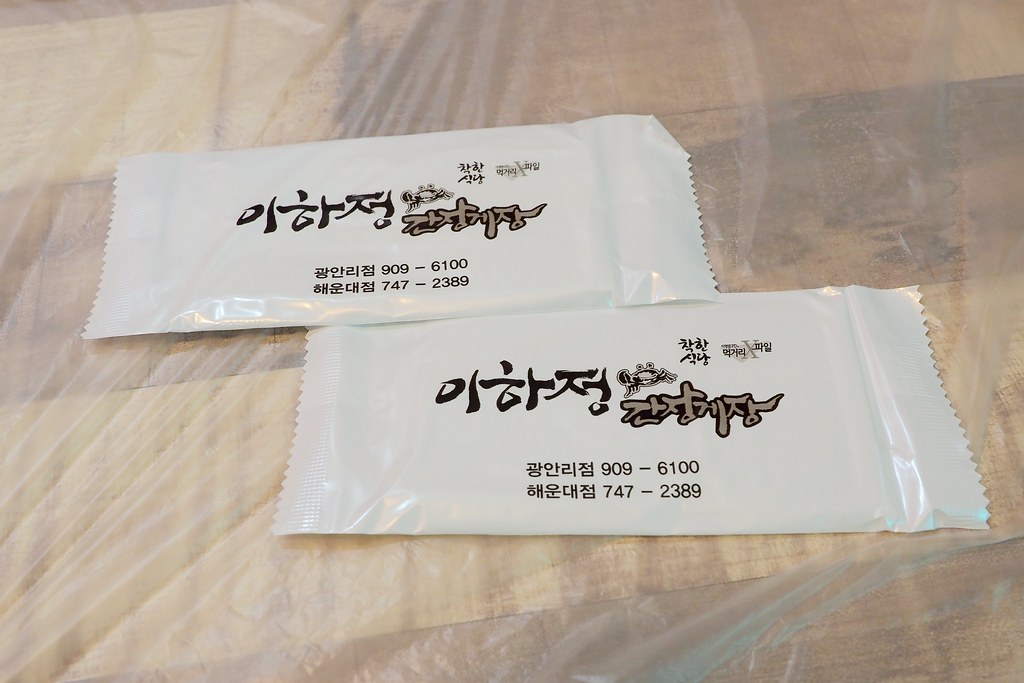 착한
식당
먹거리X파일
이하정 간장게장
광안리점 909 - 6100
해운대점 747 - 2389
착한
식당
먹거리X파일
이하정 간장게장
광안리점 909 - 6100
해운대점 747 - 2389